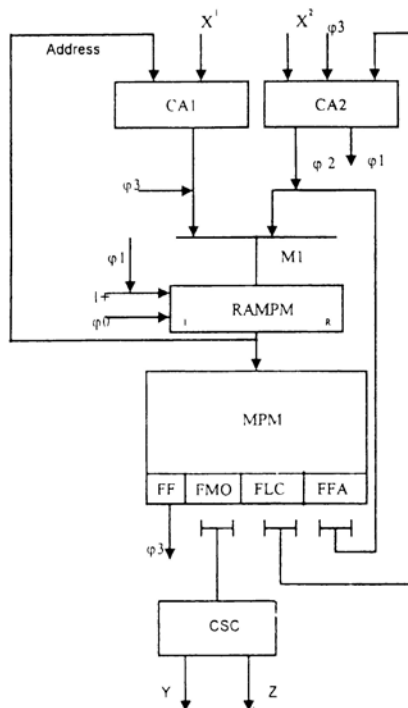 X¹ X² φ3
Address
CA1 CA2
φ3 φ2 φ1
φ1 M1
1+
φ0
RAMPM
I R
MPM
FF FMO FLC FFA
φ3
CSC
Y Z